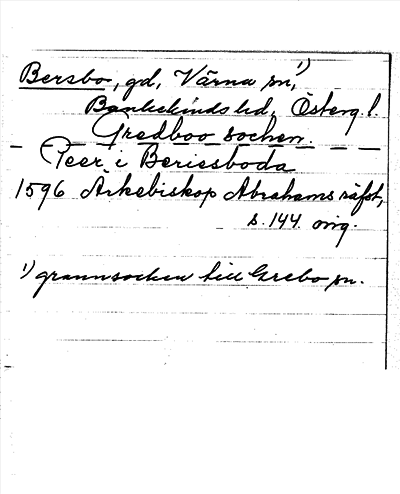 Bersbo, gd, Värna sn,¹⁾
Bankekinds hd, Österg. l.
Gredboo sochen.
Peer i Beriesboda
1596 Ärkebiskop Abrahams räfst,
s. 144. orig.
¹⁾ grannsocken till Grebo sn.